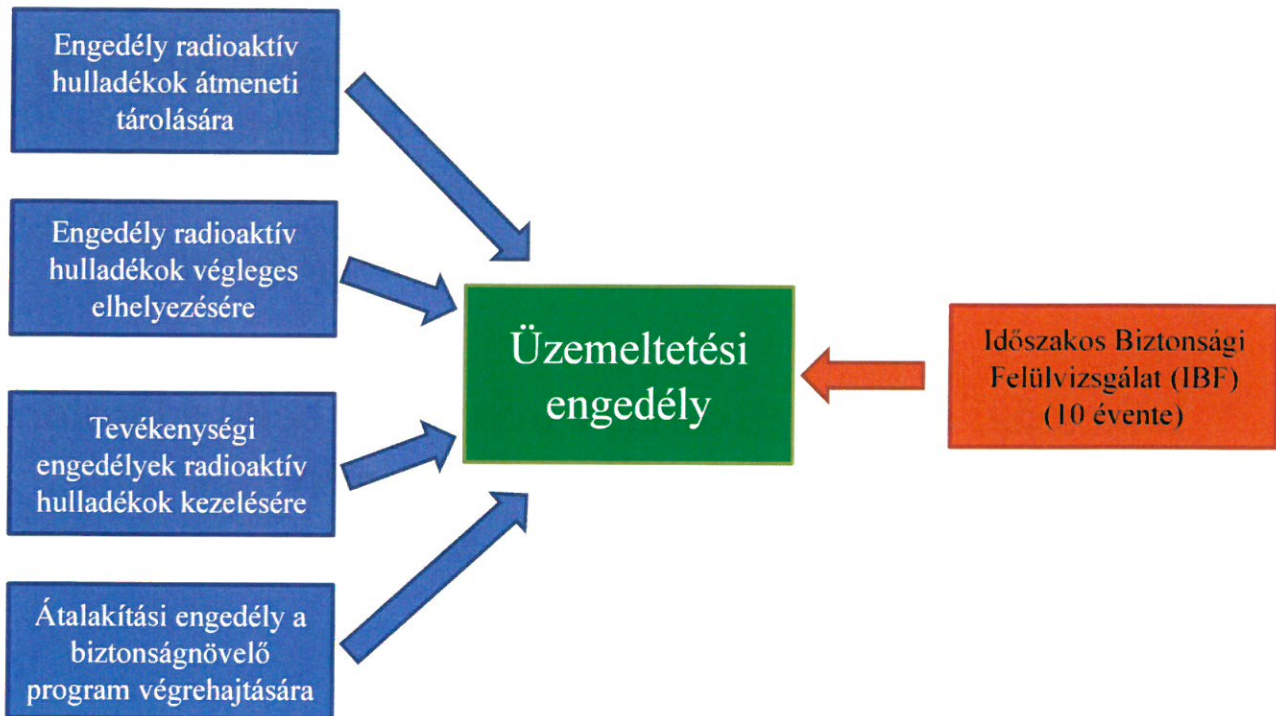 Engedély radioaktív
hulladékok átmeneti
tárolására
Engedély radioaktív
hulladékok végleges
elhelyezésére
Tevékenységi
engedélyek radioaktív
hulladékok kezelésére
Átalakítási engedély a
biztonságnövelő
program végrehajtására
Üzemeltetési
engedély
Időszakos Biztonsági
Felülvizsgálat (IBF)
(10 évente)